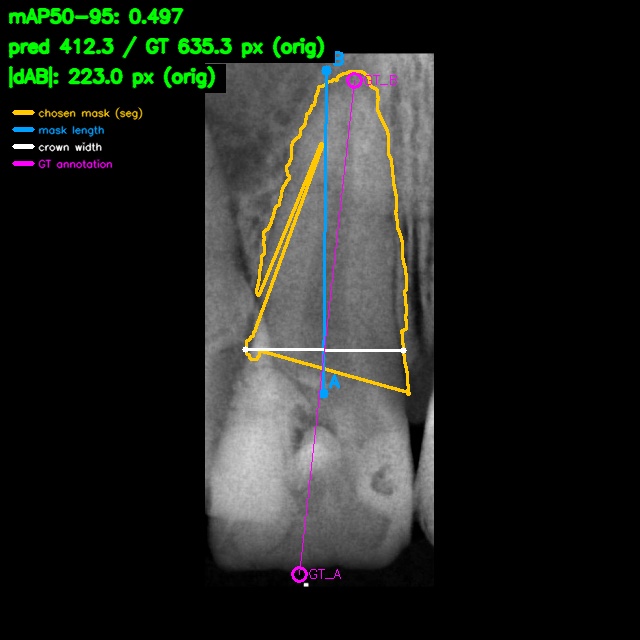 mAP50-95: 0.497
pred 412.3 / GT 635.3 px (orig)
|dAB|: 223.0 px (orig)
chosen mask (seg)
mask length
crown width
GT annotation
B
GT_B
A
GT_A